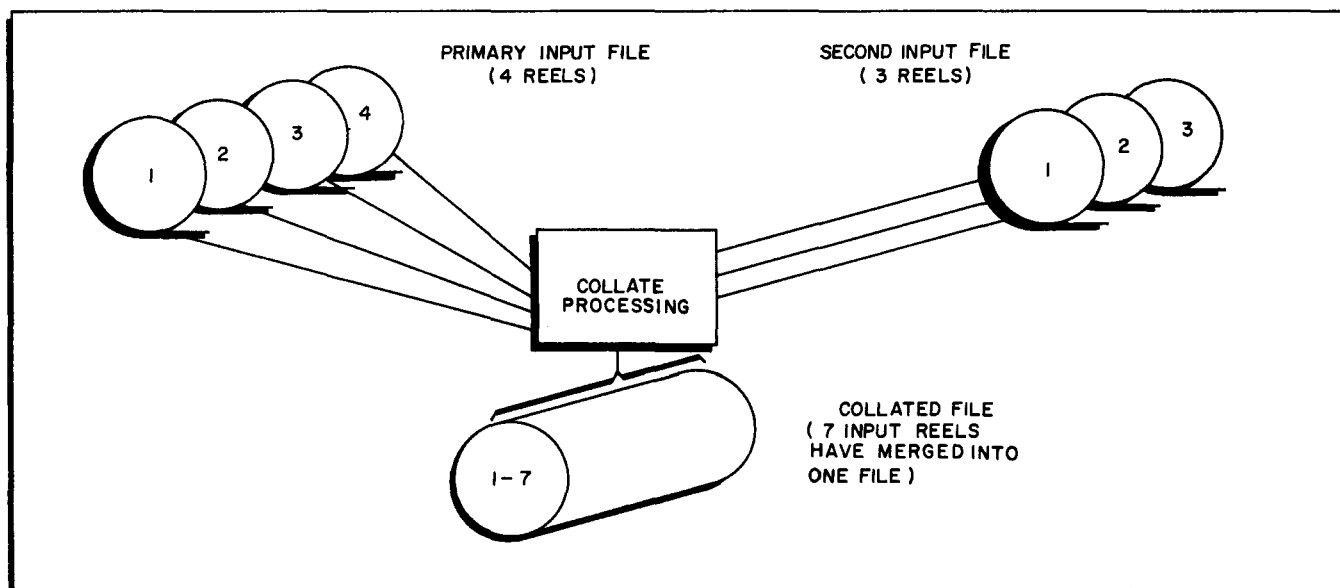 PRIMARY INPUT FILE
(4 REELS)
SECOND INPUT FILE
(3 REELS)
1
2
3
4
1
2
3
COLLATE
PROCESSING
1-7
COLLATED FILE
(7 INPUT REELS
HAVE MERGED INTO
ONE FILE)